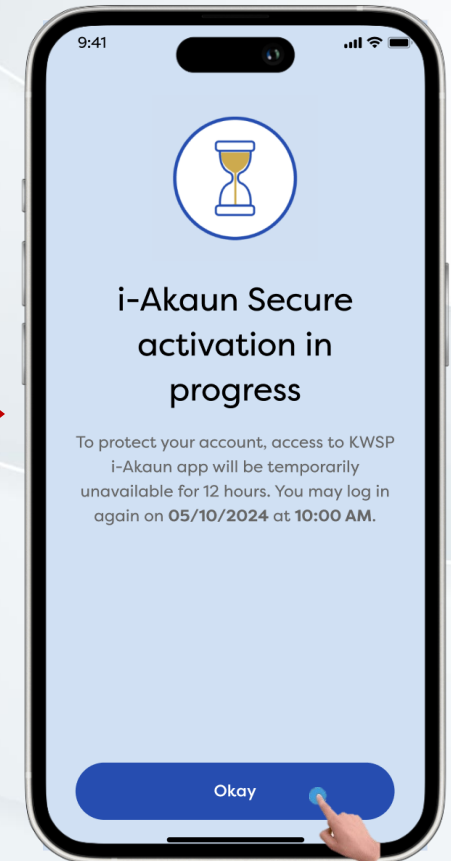 9:41
i-Akaun Secure
activation in
progress
To protect your account, access to KWSP
i-Akaun app will be temporarily
unavailable for 12 hours. You may log in
again on 05/10/2024 at 10:00 AM.
Okay